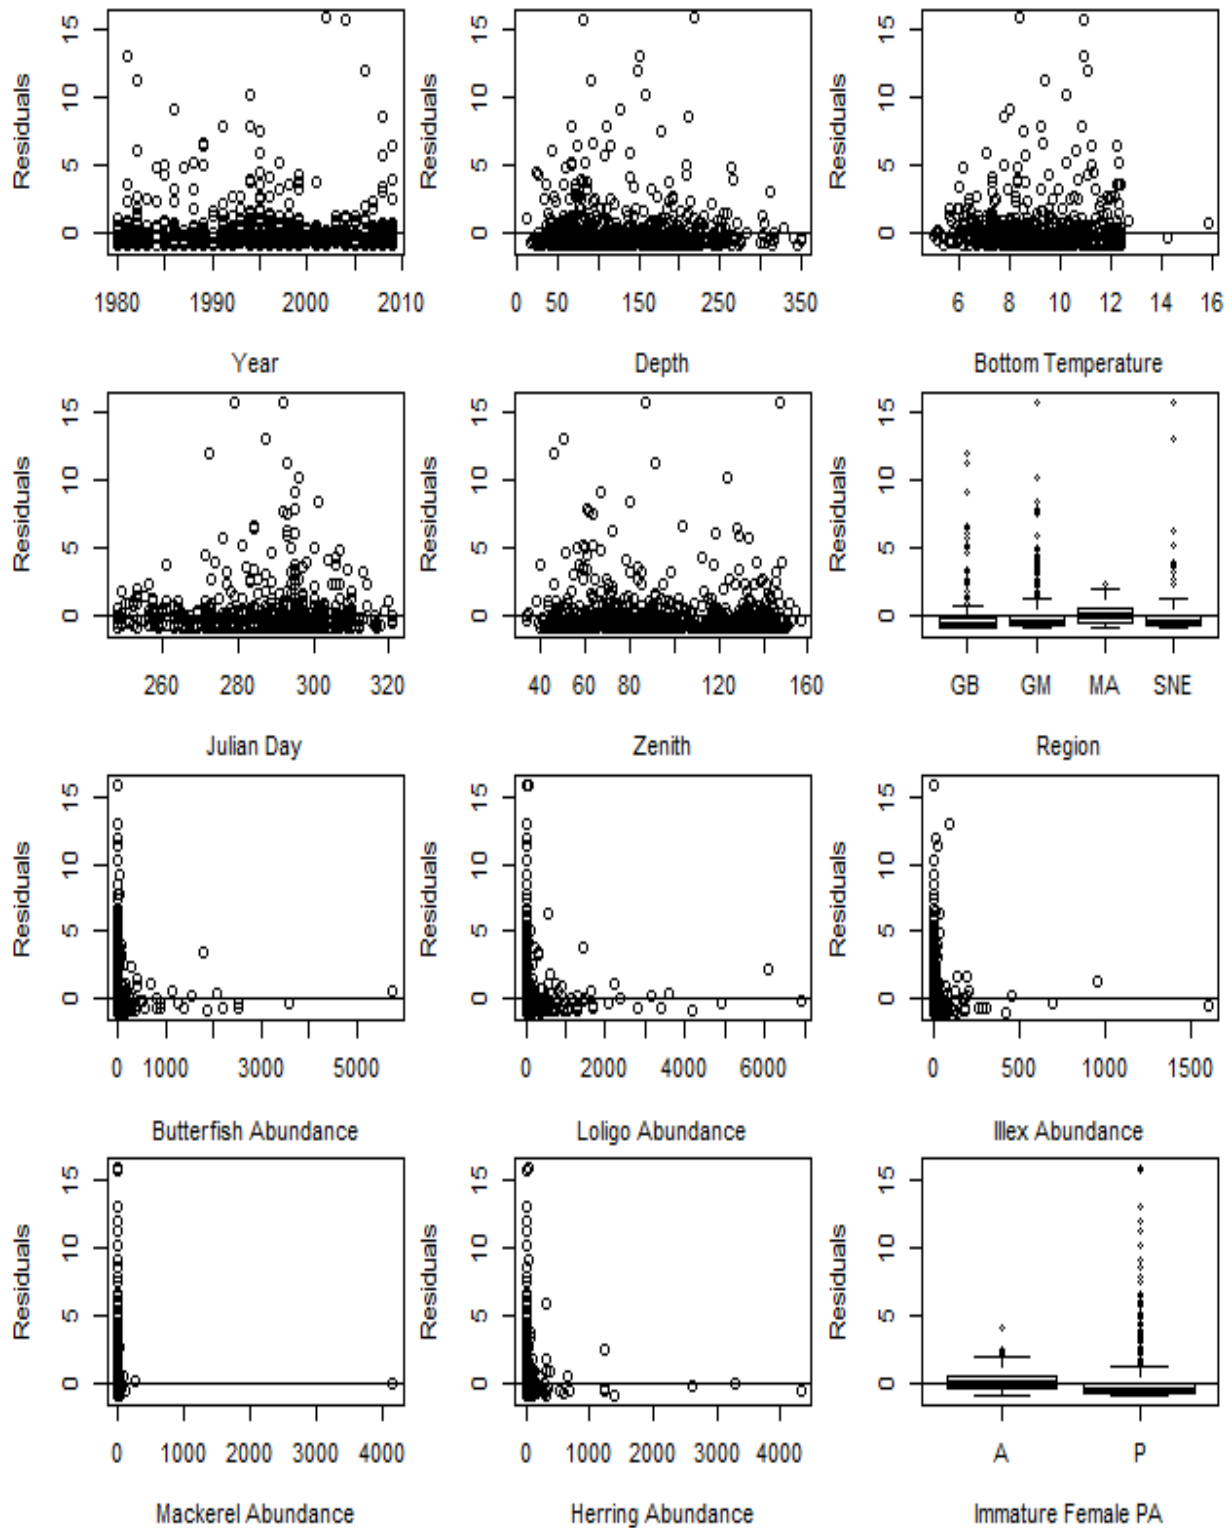 15 15 15
Residuals Residuals Residuals
10 10 10
5 5 5
0 0 0
1980 1990 2000 2010 0 50 150 250 350 6 8 10 12 14 16
Year Depth Bottom Temperature
15 15 15
Residuals Residuals Residuals
10 10 10
5 5 5
0 0 0
260 280 300 320 40 60 80 120 160 GB GM MA SNE
Julian Day Zenith Region
15 15 15
Residuals Residuals Residuals
10 10 10
5 5 5
0 0 0
0 1000 3000 5000 0 2000 4000 6000 0 500 1000 1500
Butterfish Abundance Loligo Abundance Illex Abundance
15 15 15
Residuals Residuals Residuals
10 10 10
5 5 5
0 0 0
0 1000 2000 3000 4000 0 1000 2000 3000 4000 A P
Mackerel Abundance Herring Abundance Immature Female PA